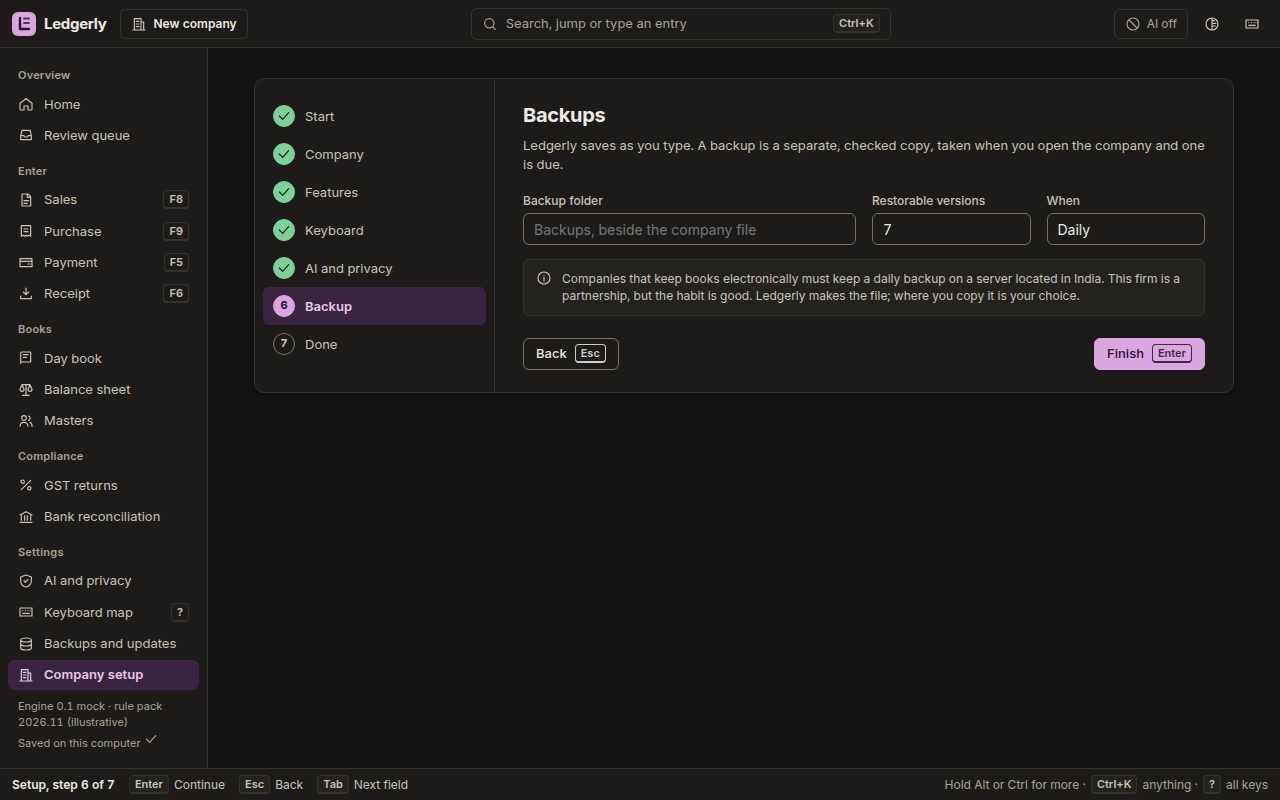 Ledgerly
New company
Search, jump or type an entry
Ctrl+K
AI off
Overview
Home
Review queue
Enter
Sales F8
Purchase F9
Payment F5
Receipt F6
Books
Day book
Balance sheet
Masters
Compliance
GST returns
Bank reconciliation
Settings
AI and privacy
Keyboard map ?
Backups and updates
Company setup
Engine 0.1 mock · rule pack
2026.11 (illustrative)
Saved on this computer
Start
Company
Features
Keyboard
AI and privacy
6 Backup
7 Done
Backups
Ledgerly saves as you type. A backup is a separate, checked copy, taken when you open the company and one
is due.
Backup folder
Backups, beside the company file
Restorable versions
7
When
Daily
Companies that keep books electronically must keep a daily backup on a server located in India. This firm is a
partnership, but the habit is good. Ledgerly makes the file; where you copy it is your choice.
Back Esc
Finish Enter
Setup, step 6 of 7 Enter Continue Esc Back Tab Next field
Hold Alt or Ctrl for more · Ctrl+K anything · ? all keys